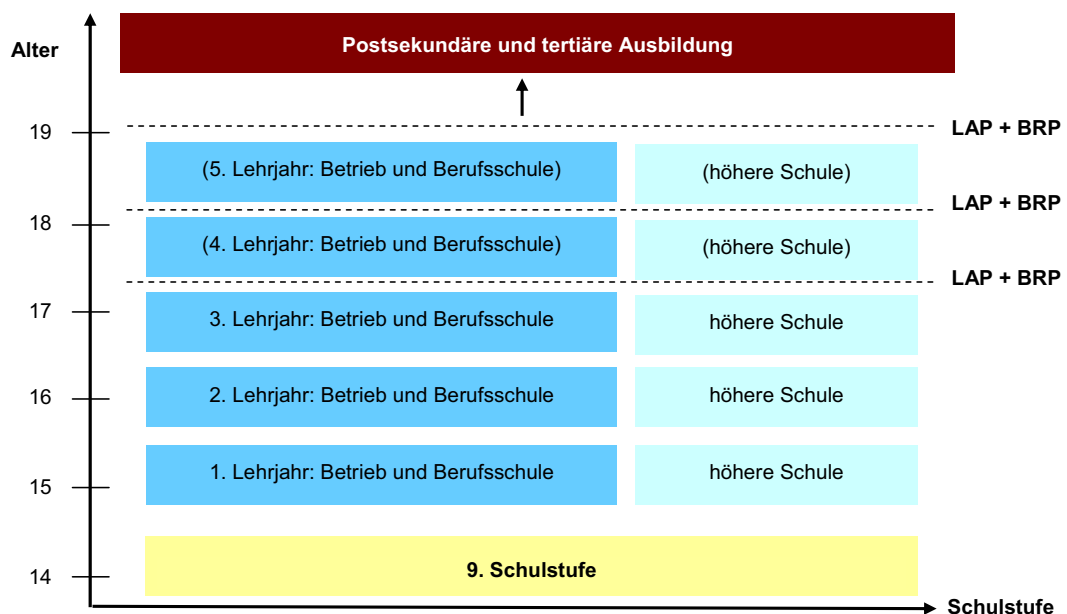 Alter
Postsekundäre und tertiäre Ausbildung
19
LAP + BRP
(5. Lehrjahr: Betrieb und Berufsschule)
(höhere Schule)
LAP + BRP
18
(4. Lehrjahr: Betrieb und Berufsschule)
(höhere Schule)
LAP + BRP
17
3. Lehrjahr: Betrieb und Berufsschule
höhere Schule
16
2. Lehrjahr: Betrieb und Berufsschule
höhere Schule
15
1. Lehrjahr: Betrieb und Berufsschule
höhere Schule
14
9. Schulstufe
Schulstufe